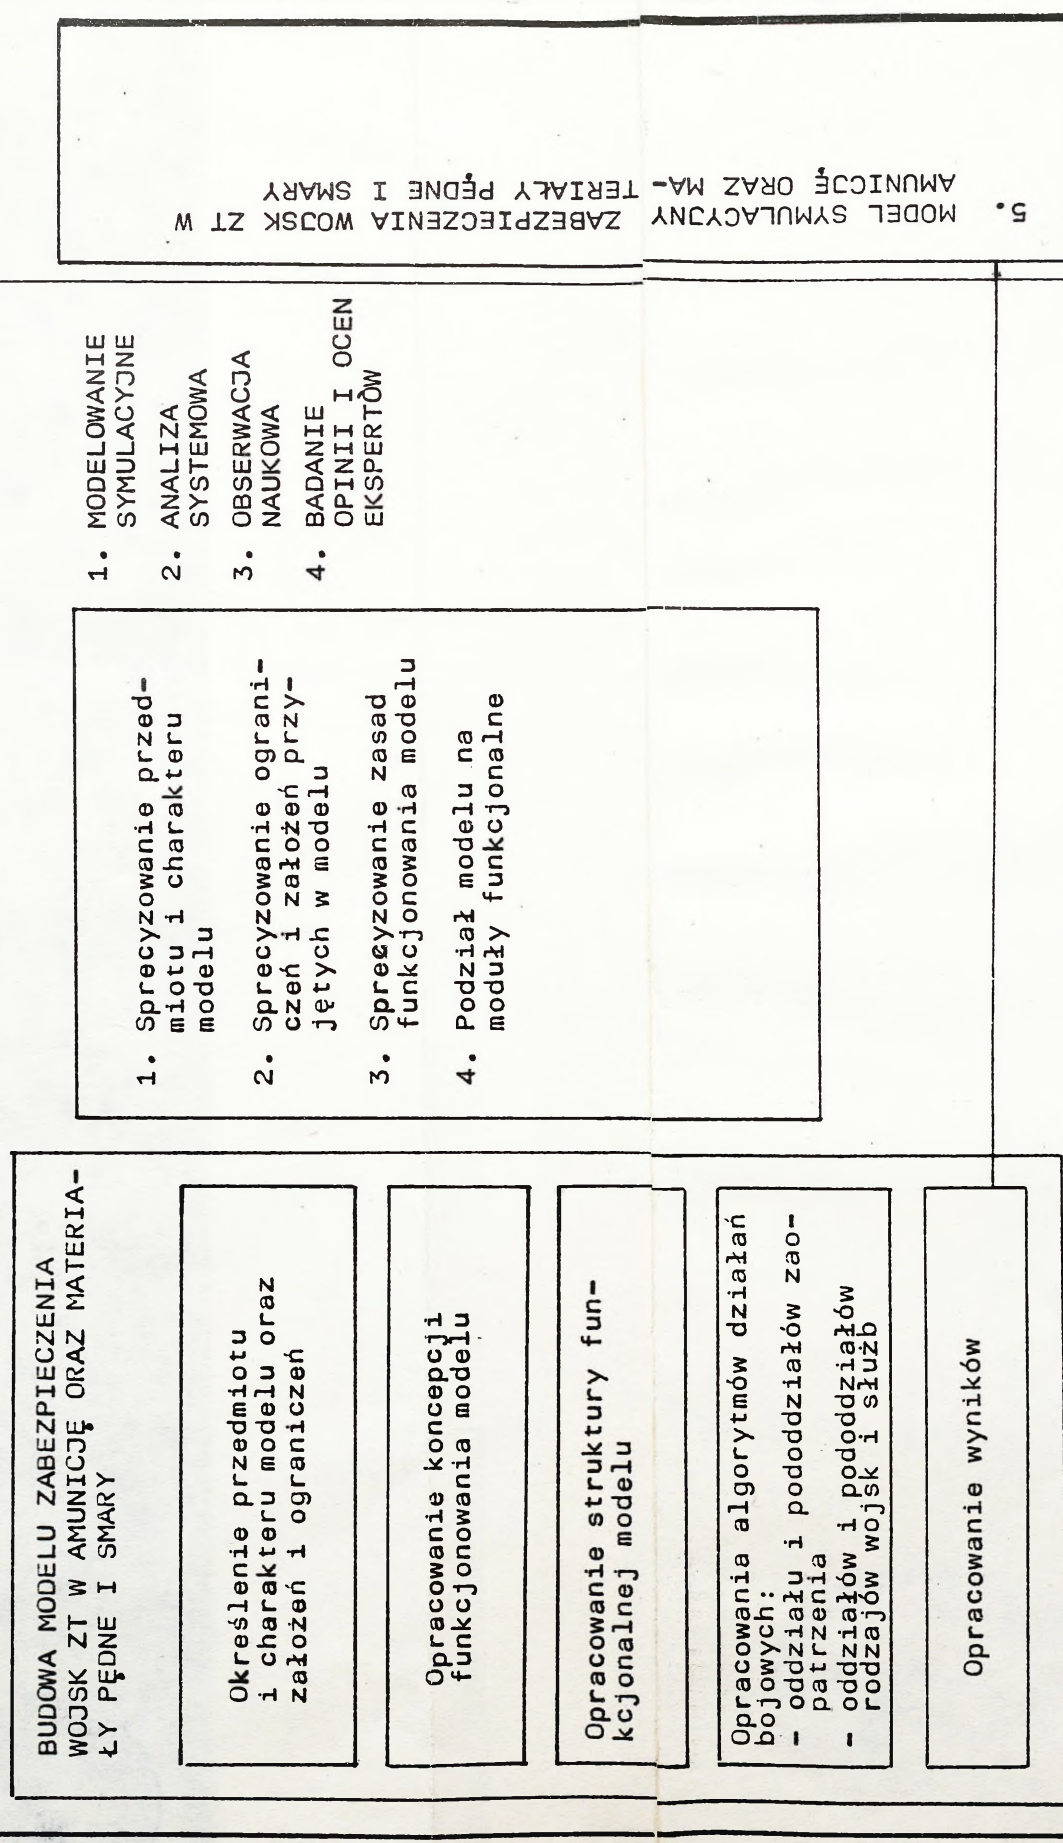 BUDOWA MODELU ZABEZPIECZENIA
WOJSK ZT W AMUNICJĘ ORAZ MATERIA-
ŁY PĘDNE I SMARY
Określenie przedmiotu
i charakteru modelu oraz
założeń i ograniczeń
Opracowanie koncepcji
funkcjonowania modelu
Opracowanie struktury fun-
kcjonalnej modelu
Opracowania algorytmów działań
bojowych:
- oddziału i pododdziałów zao-
patrzenia
- oddziałów i pododdziałów
rodzajów wojsk i służb
Opracowanie wyników
1. Sprecyzowanie przed-
miotu i charakteru
modelu
2. Sprecyzowanie ograni-
czeń i założeń przy-
jętych w modelu
3. Sprecyzowanie zasad
funkcjonowania modelu
4. Podział modelu na
moduły funkcjonalne
1. MODELOWANIE
SYMULACYJNE
2. ANALIZA
SYSTEMOWA
3. OBSERWACJA
NAUKOWA
4. BADANIE
OPINII I OCEN
EKSPERTÓW
5. MODEL SYMULACYJNY ZABEZPIECZENIA WOJSK ZT W
AMUNICJĘ ORAZ MA- TERIAŁY PĘDNE I SMARY